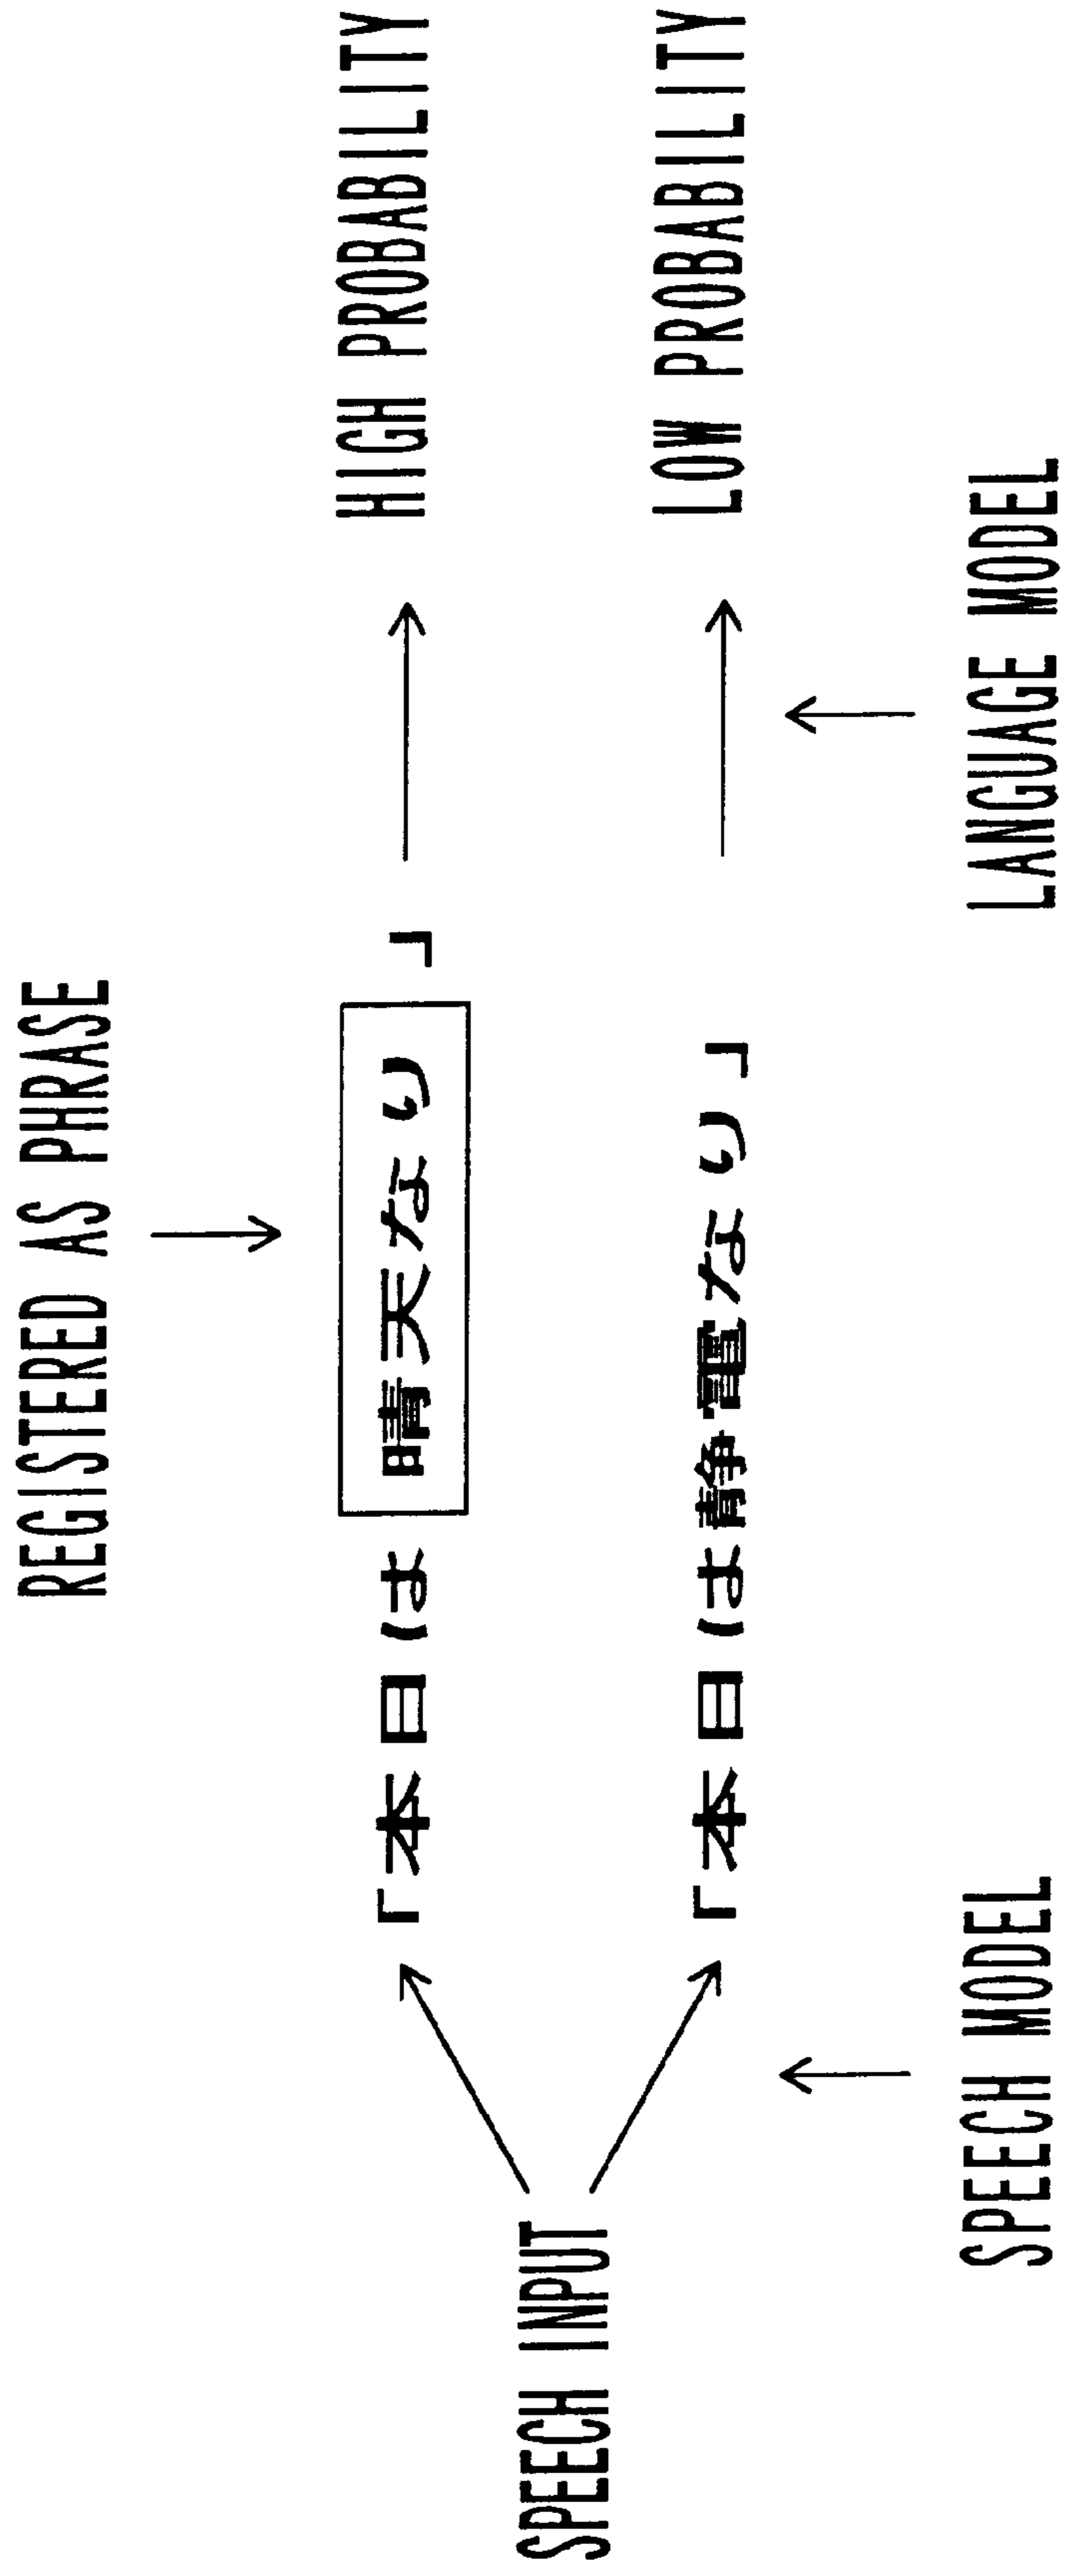 REGISTERED AS PHRASE
「本日は 晴天なり 」
HIGH PROBABILITY
SPEECH INPUT
「本日は静電なり」
LOW PROBABILITY
SPEECH MODEL
LANGUAGE MODEL